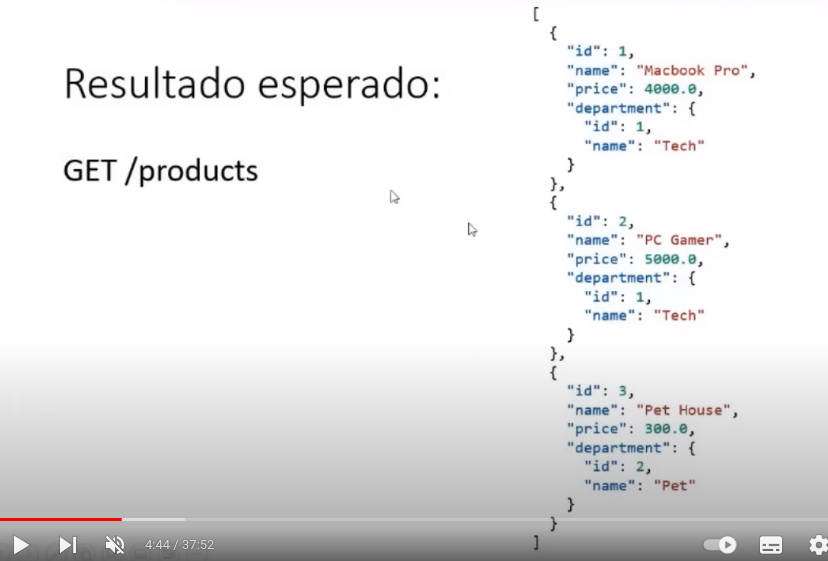 Resultado esperado:
GET /products
[
{
"id": 1,
"name": "Macbook Pro",
"price": 4000.0,
"department": {
"id": 1,
"name": "Tech"
}
},
{
"id": 2,
"name": "PC Gamer",
"price": 5000.0,
"department": {
"id": 1,
"name": "Tech"
}
},
{
"id": 3,
"name": "Pet House",
"price": 300.0,
"department": {
"id": 2,
"name": "Pet"
}
}
]
4:44 / 37:52